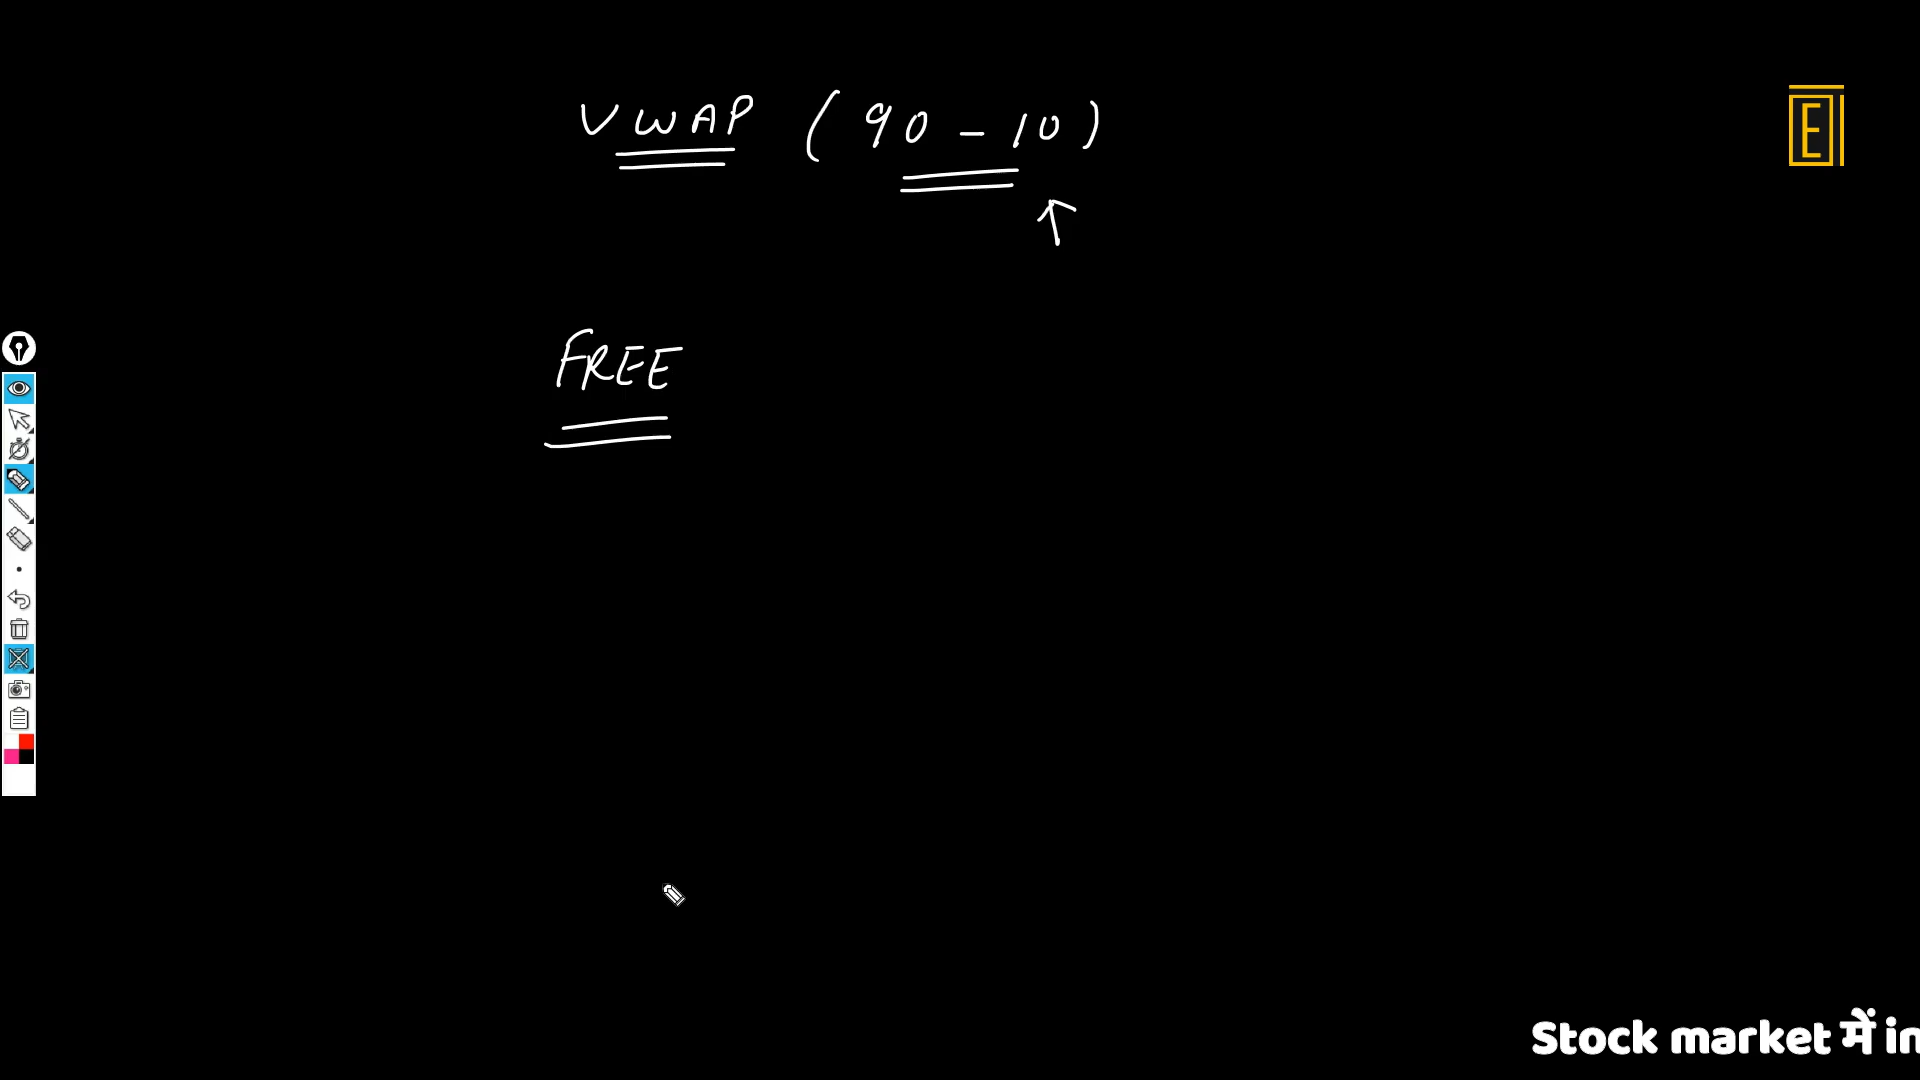 VWAP (90-10)
E
FREE
Stock market में in